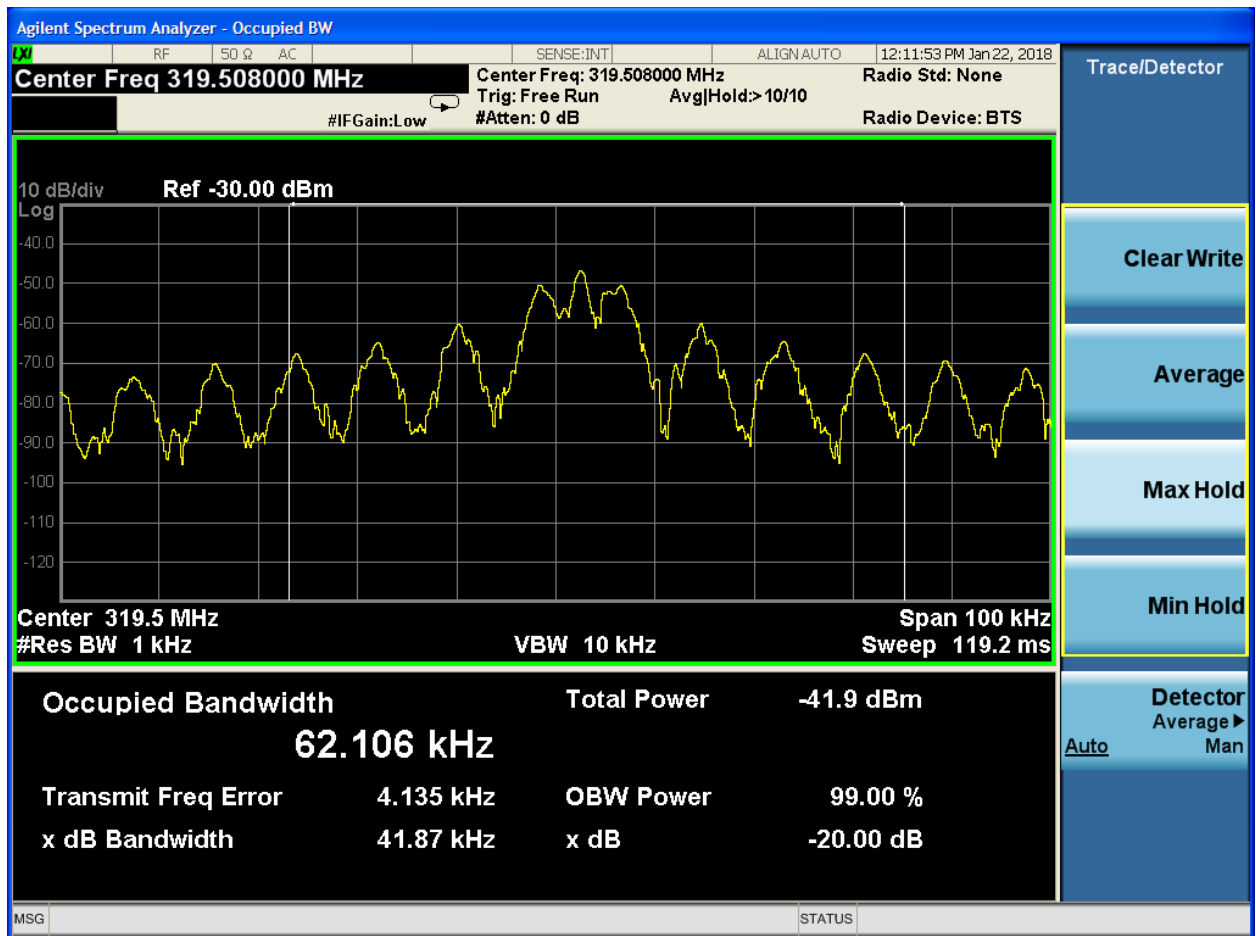 Agilent Spectrum Analyzer - Occupied BW
LXI RF 50 Ω AC SENSE:INT ALIGN AUTO 12:11:53 PM Jan 22, 2018
Center Freq 319.508000 MHz
Center Freq: 319.508000 MHz
Radio Std: None
Trig: Free Run Avg|Hold:>10/10
#IFGain:Low
#Atten: 0 dB
Radio Device: BTS
10 dB/div Ref -30.00 dBm
Log
-40.0
-50.0
-60.0
-70.0
-80.0
-90.0
-100
-110
-120
Center 319.5 MHz Span 100 kHz
#Res BW 1 kHz VBW 10 kHz Sweep 119.2 ms
Occupied Bandwidth Total Power -41.9 dBm
62.106 kHz
Transmit Freq Error 4.135 kHz OBW Power 99.00 %
x dB Bandwidth 41.87 kHz x dB -20.00 dB
MSG STATUS
Trace/Detector
Clear Write
Average
Max Hold
Min Hold
Detector
Average▶
Auto Man